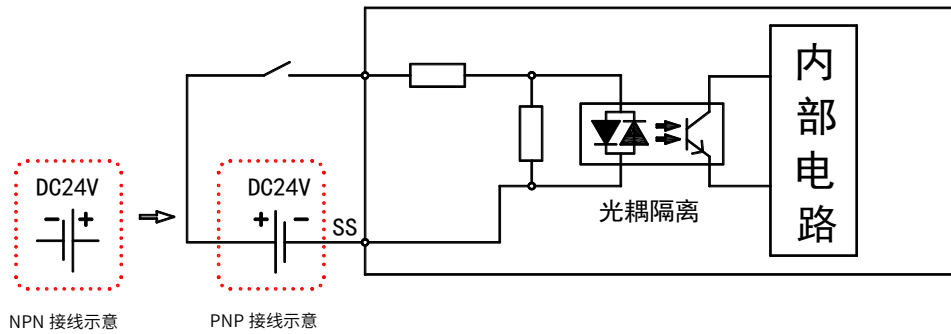 DC24V
- +
NPN 接线示意
DC24V
+ -
SS
PNP 接线示意
光耦隔离
内
部
电
路